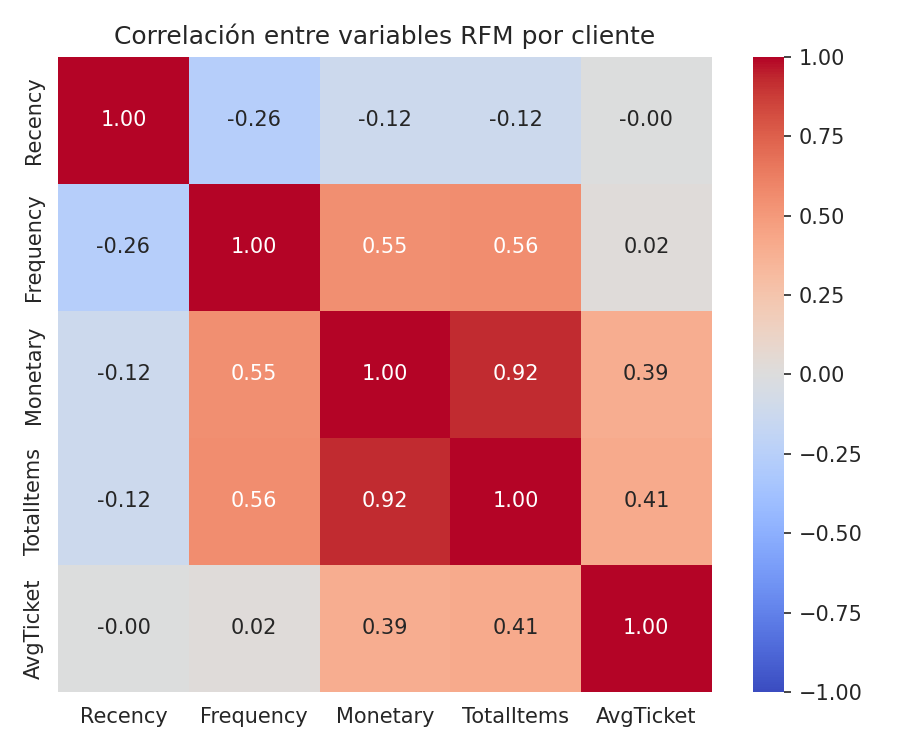 Correlación entre variables RFM por cliente
Recency 1.00 -0.26 -0.12 -0.12 -0.00
Frequency -0.26 1.00 0.55 0.56 0.02
Monetary -0.12 0.55 1.00 0.92 0.39
TotalItems -0.12 0.56 0.92 1.00 0.41
AvgTicket -0.00 0.02 0.39 0.41 1.00
Recency Frequency Monetary TotalItems AvgTicket
1.00
0.75
0.50
0.25
0.00
−0.25
−0.50
−0.75
−1.00